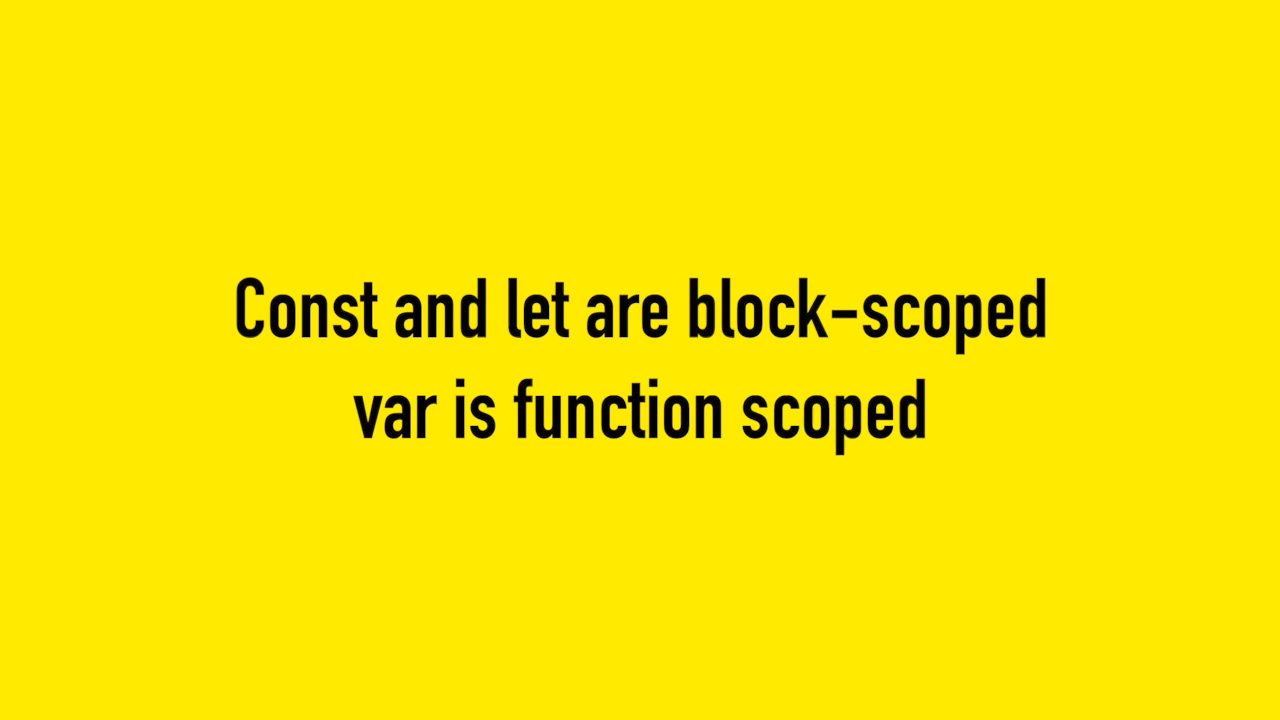 Const and let are block-scoped
var is function scoped